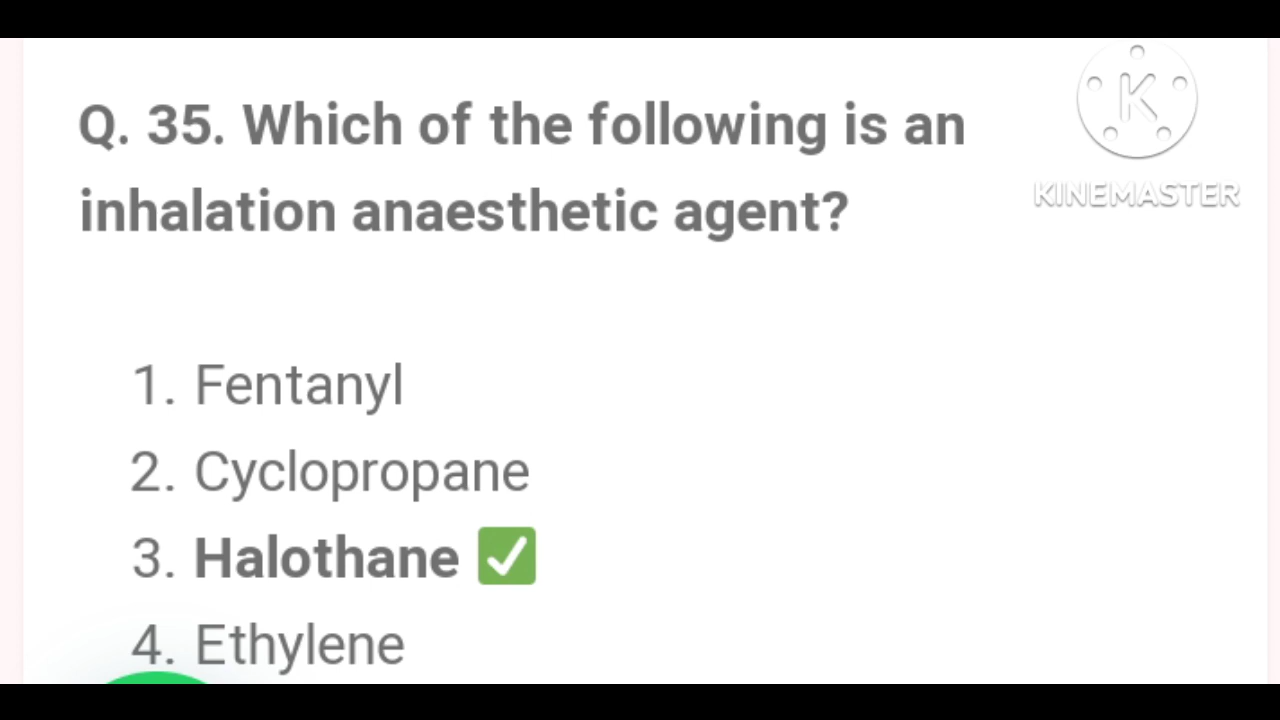 Q. 35. Which of the following is an
inhalation anaesthetic agent?
K
KINEMASTER
1. Fentanyl
2. Cyclopropane
3. Halothane ✅
4. Ethylene